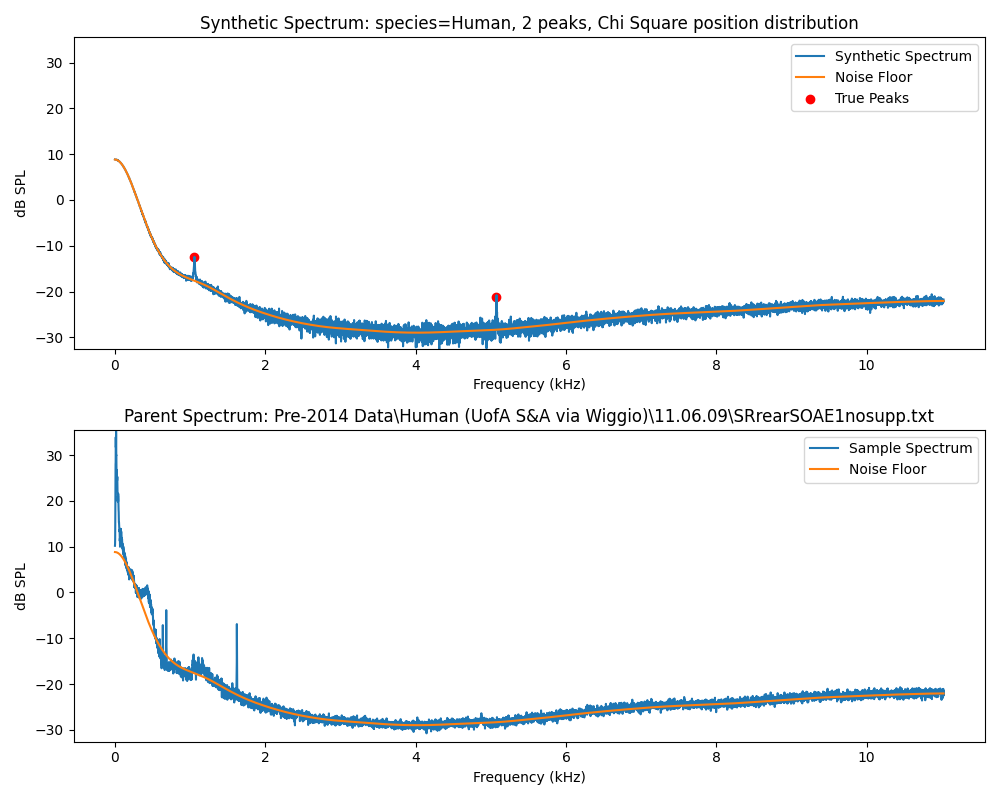 Synthetic Spectrum: species=Human, 2 peaks, Chi Square position distribution
30
20
10
0
−10
−20
−30
dB SPL
Synthetic Spectrum
Noise Floor
True Peaks
0 2 4 6 8 10
Frequency (kHz)
Parent Spectrum: Pre-2014 Data\Human (UofA S&A via Wiggio)\11.06.09\SRrearSOAE1nosupp.txt
30
20
10
0
−10
−20
−30
dB SPL
Sample Spectrum
Noise Floor
0 2 4 6 8 10
Frequency (kHz)